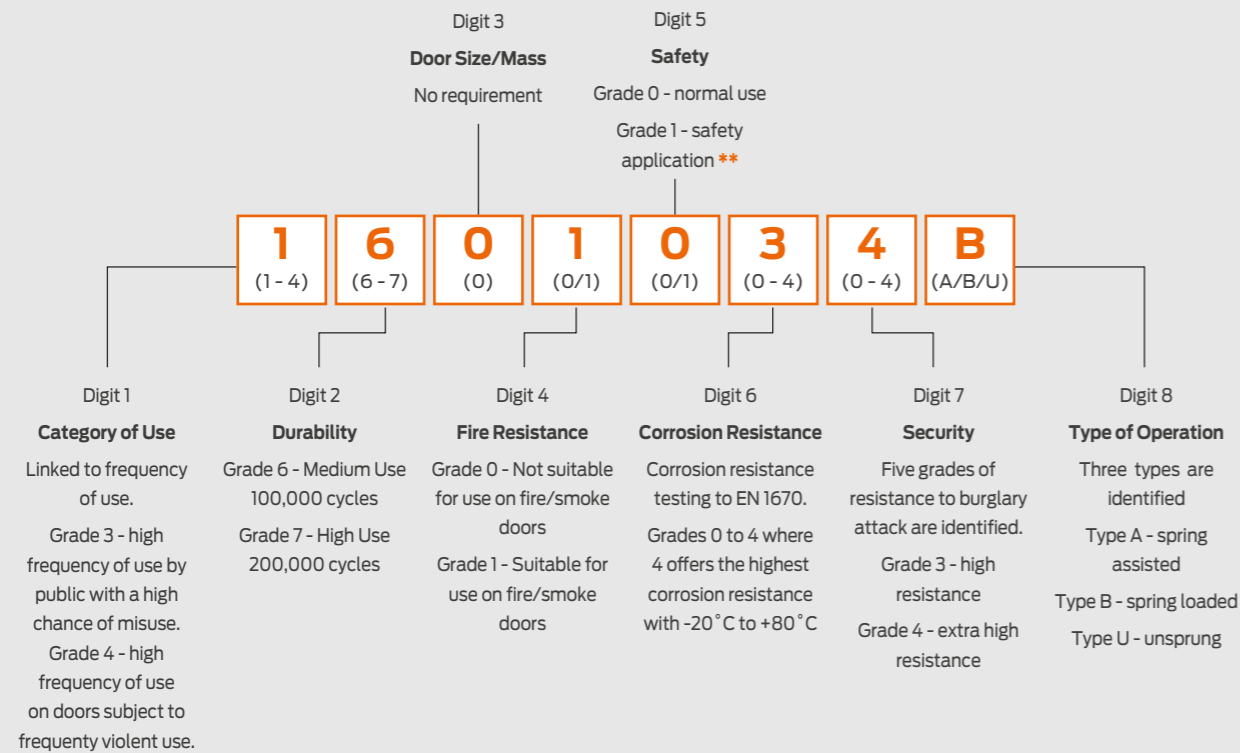 Digit 3
Door Size/Mass
No requirement
Digit 5
Safety
Grade 0 - normal use
Grade 1 - safety
application **
1
(1 - 4)
6
(6 - 7)
0
(0)
1
(0/1)
0
(0/1)
3
(0 - 4)
4
(0 - 4)
B
(A/B/U)
Digit 1
Category of Use
Linked to frequency
of use.
Grade 3 - high
frequency of use by
public with a high
chance of misuse.
Grade 4 - high
frequency of use
on doors subject to
frequenty violent use.
Digit 2
Durability
Grade 6 - Medium Use
100,000 cycles
Grade 7 - High Use
200,000 cycles
Digit 4
Fire Resistance
Grade 0 - Not suitable
for use on fire/smoke
doors
Grade 1 - Suitable for
use on fire/smoke
doors
Digit 6
Corrosion Resistance
Corrosion resistance
testing to EN 1670.
Grades 0 to 4 where
4 offers the highest
corrosion resistance
with -20˚C to +80˚C
Digit 7
Security
Five grades of
resistance to burglary
attack are identified.
Grade 3 - high
resistance
Grade 4 - extra high
resistance
Digit 8
Type of Operation
Three types are
identified
Type A - spring
assisted
Type B - spring loaded
Type U - unsprung